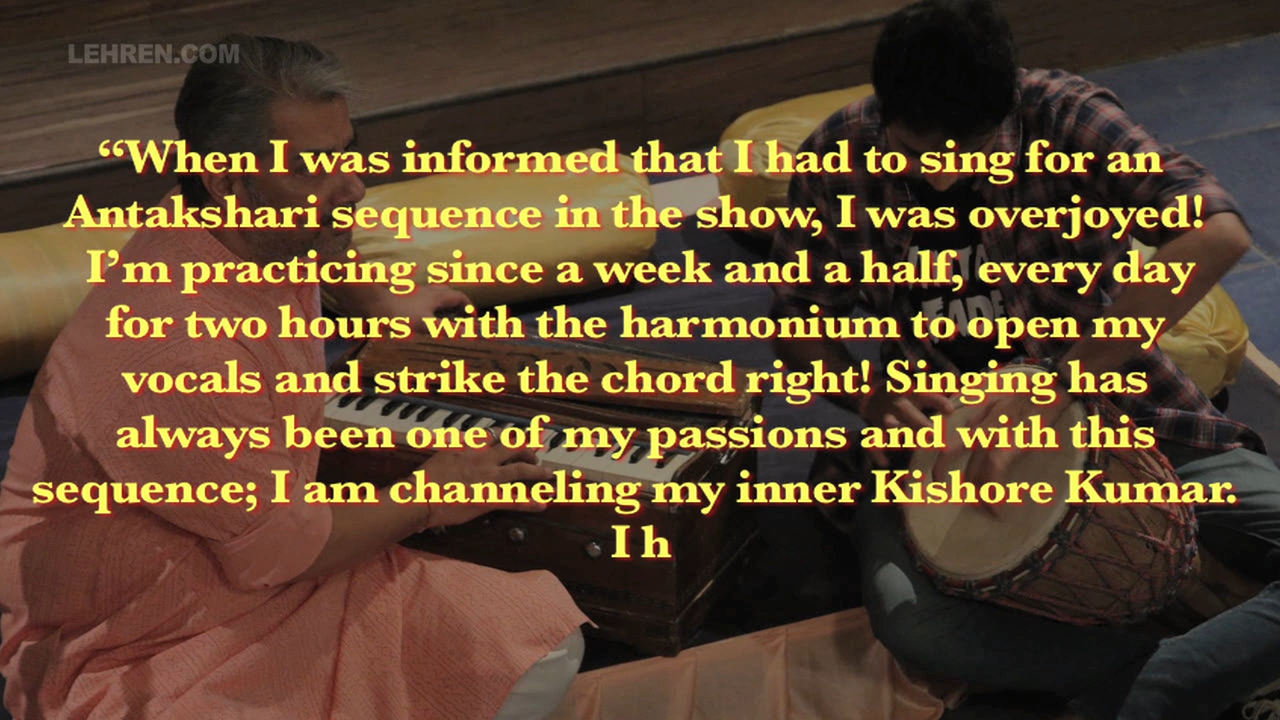 LEHREN.COM
“When I was informed that I had to sing for an
Antakshari sequence in the show, I was overjoyed!
I’m practicing since a week and a half, every day
for two hours with the harmonium to open my
vocals and strike the chord right! Singing has
always been one of my passions and with this
sequence; I am channeling my inner Kishore Kumar.
I h